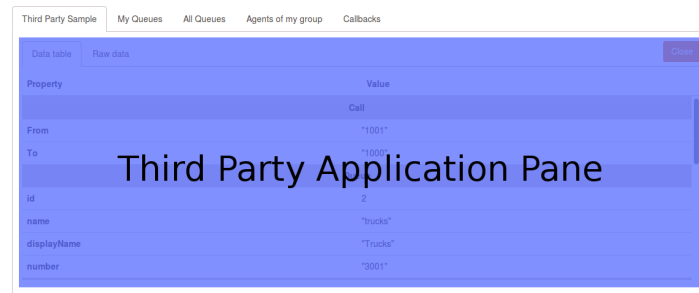 Third Party Sample My Queues All Queues Agents of my group Callbacks
Data table Raw data Close
Property Value
Call
From "1001"
To "1000"
Third Party Application Pane
id 2
name "trucks"
displayName "Trucks"
number "3001"